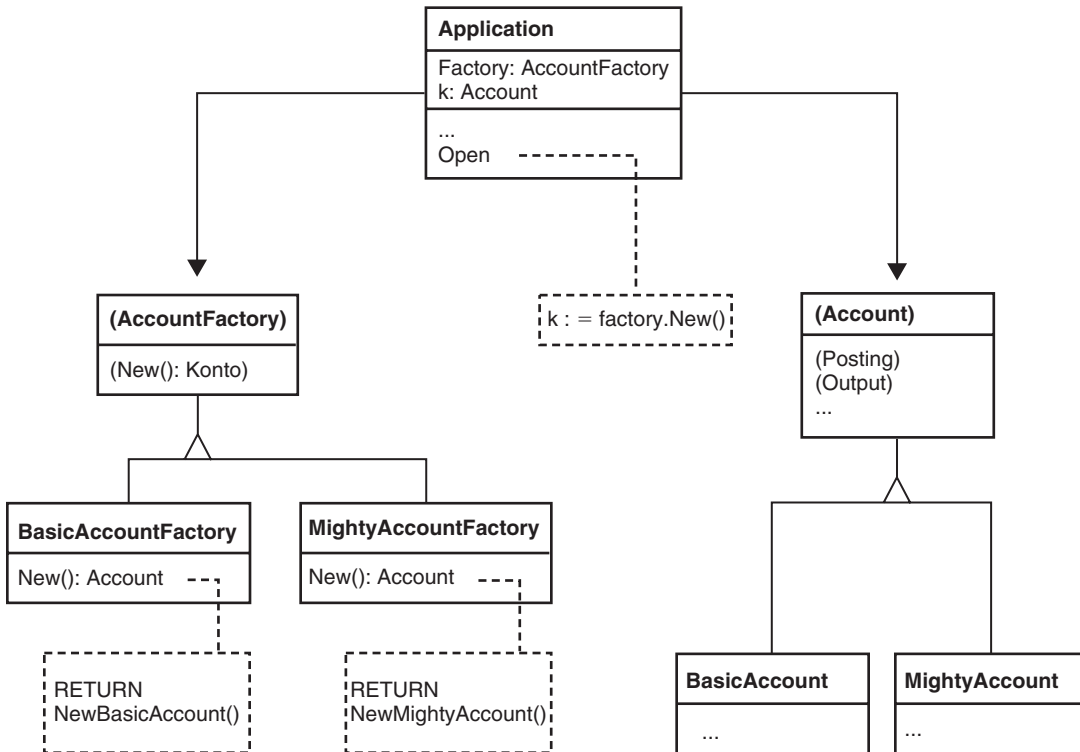 Application
Factory: AccountFactory
k: Account
...
Open
(AccountFactory)
(New(): Konto)
k : = factory.New()
(Account)
(Posting)
(Output)
...
BasicAccountFactory
New(): Account
MightyAccountFactory
New(): Account
RETURN
NewBasicAccount()
RETURN
NewMightyAccount()
BasicAccount
...
MightyAccount
...